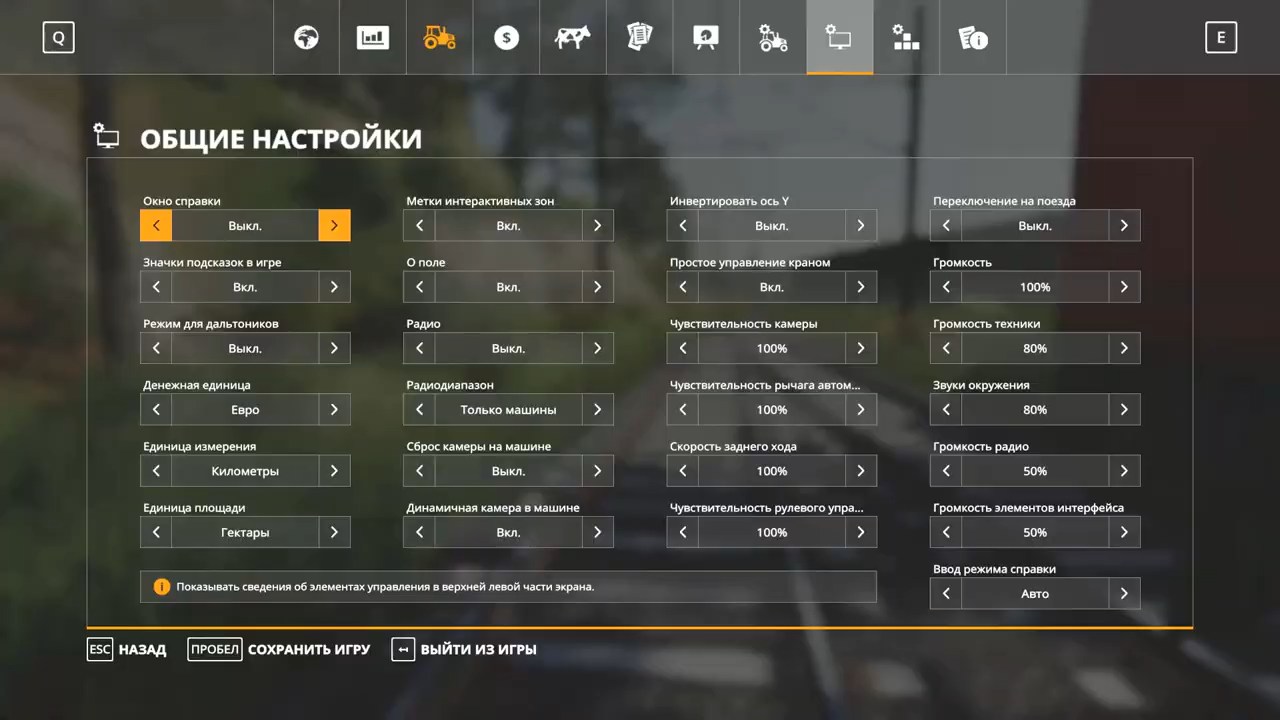 Q
$
E
ОБЩИЕ НАСТРОЙКИ
Окно справки
Выкл.
Значки подсказок в игре
Вкл.
Режим для дальтоников
Выкл.
Денежная единица
Евро
Единица измерения
Километры
Единица площади
Гектары
Метки интерактивных зон
Вкл.
О поле
Вкл.
Радио
Выкл.
Радиодиапазон
Только машины
Сброс камеры на машине
Выкл.
Динамичная камера в машине
Вкл.
Инвертировать ось Y
Выкл.
Простое управление краном
Вкл.
Чувствительность камеры
100%
Чувствительность рычага автом...
100%
Скорость заднего хода
100%
Чувствительность рулевого упра...
100%
Переключение на поезда
Выкл.
Громкость
100%
Громкость техники
80%
Звуки окружения
80%
Громкость радио
50%
Громкость элементов интерфейса
50%
Ввод режима справки
Авто
Показывать сведения об элементах управления в верхней левой части экрана.
ESC НАЗАД ПРОБЕЛ СОХРАНИТЬ ИГРУ ВЫЙТИ ИЗ ИГРЫ